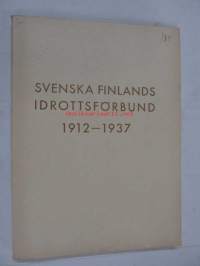 SVENSKA FINLANDS
IDROTTSFÖRBUND
1912—1937